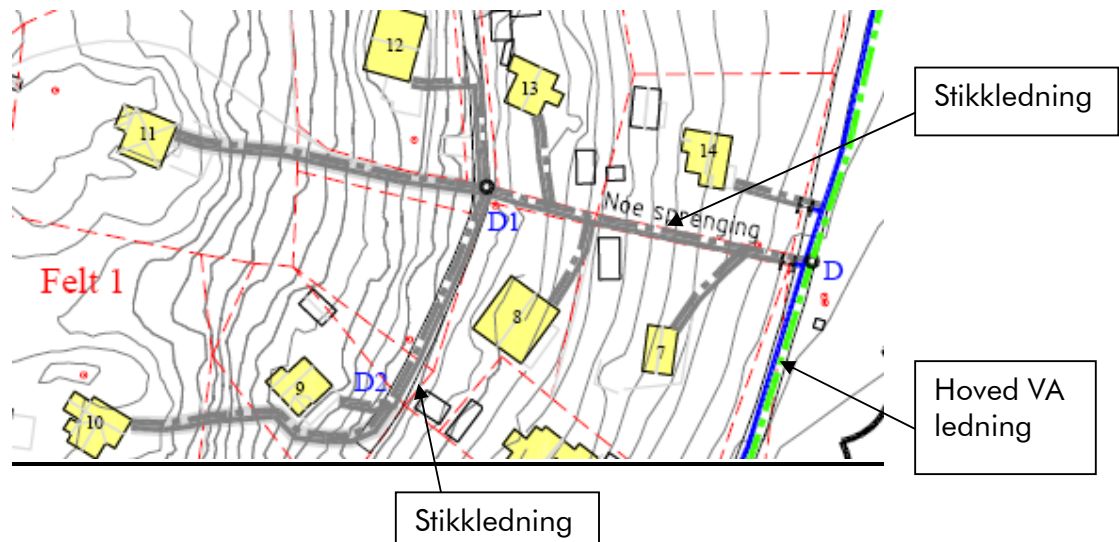 12
13
Stikkledning
11
14
Noe sprenging
D1
D
Felt 1
8
7
9
D2
10
Hoved VA
ledning
Stikkledning